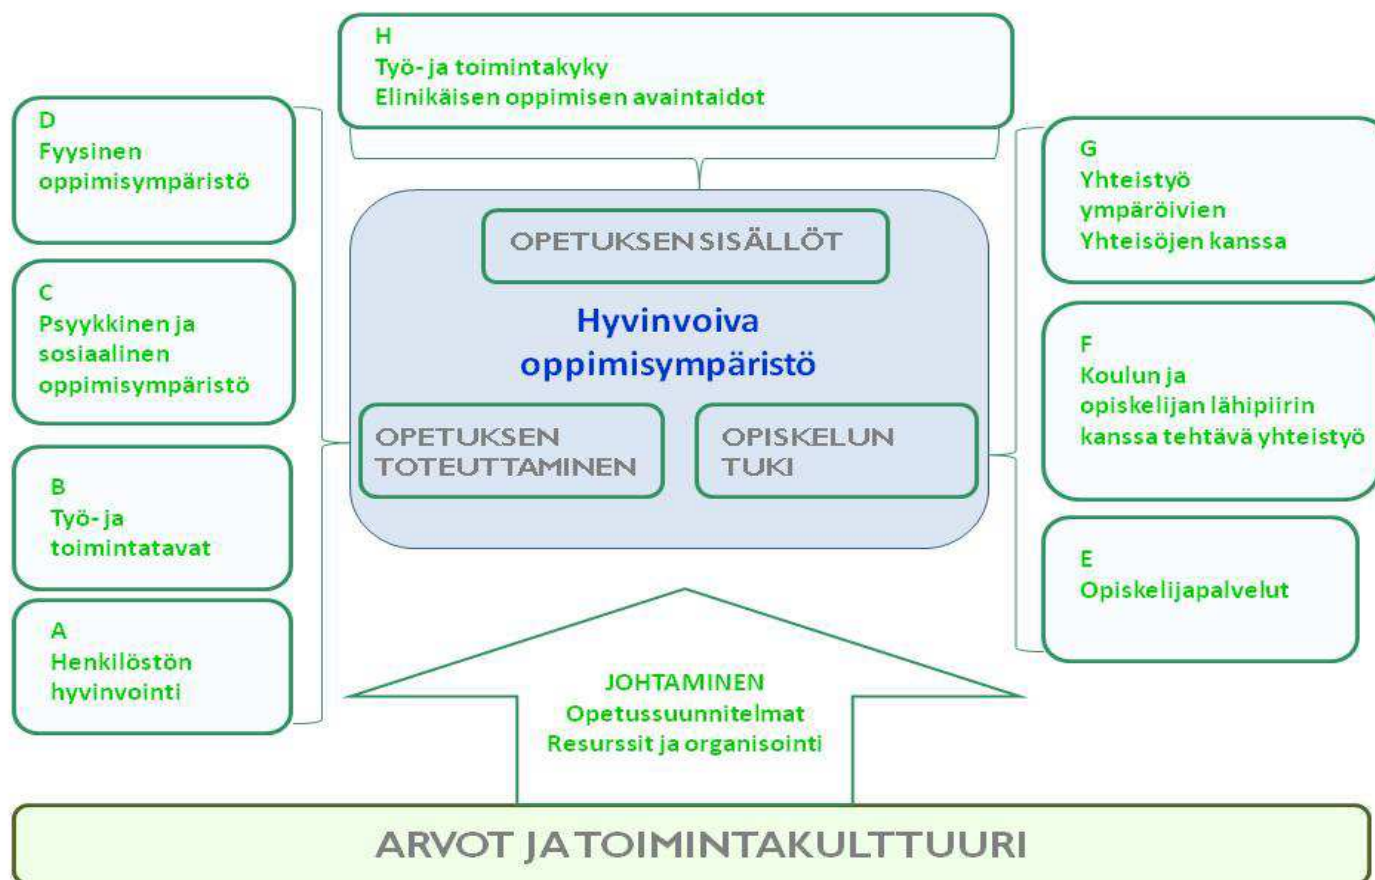 H
Työ- ja toimintakyky
Elinikäisen oppimisen avaintaidot
D
Fyysinen
oppimisympäristö
C
Psyykkinen ja
sosiaalinen
oppimisympäristö
B
Työ- ja
toimintatavat
A
Henkilöstön
hyvinvointi
OPETUKSEN SISÄLLÖT
Hyvinvoiva
oppimisympäristö
OPETUKSEN
TOTEUTTAMINEN
OPISKELUN
TUKI
G
Yhteistyö
ympäröivien
Yhteisöjen kanssa
F
Koulun ja
opiskelijan lähipiirin
kanssa tehtävä yhteistyö
E
Opiskelijapalvelut
JOHTAMINEN
Opetussuunnitelmat
Resurssit ja organisointi
ARVOT JA TOIMINTAKULTTUURI